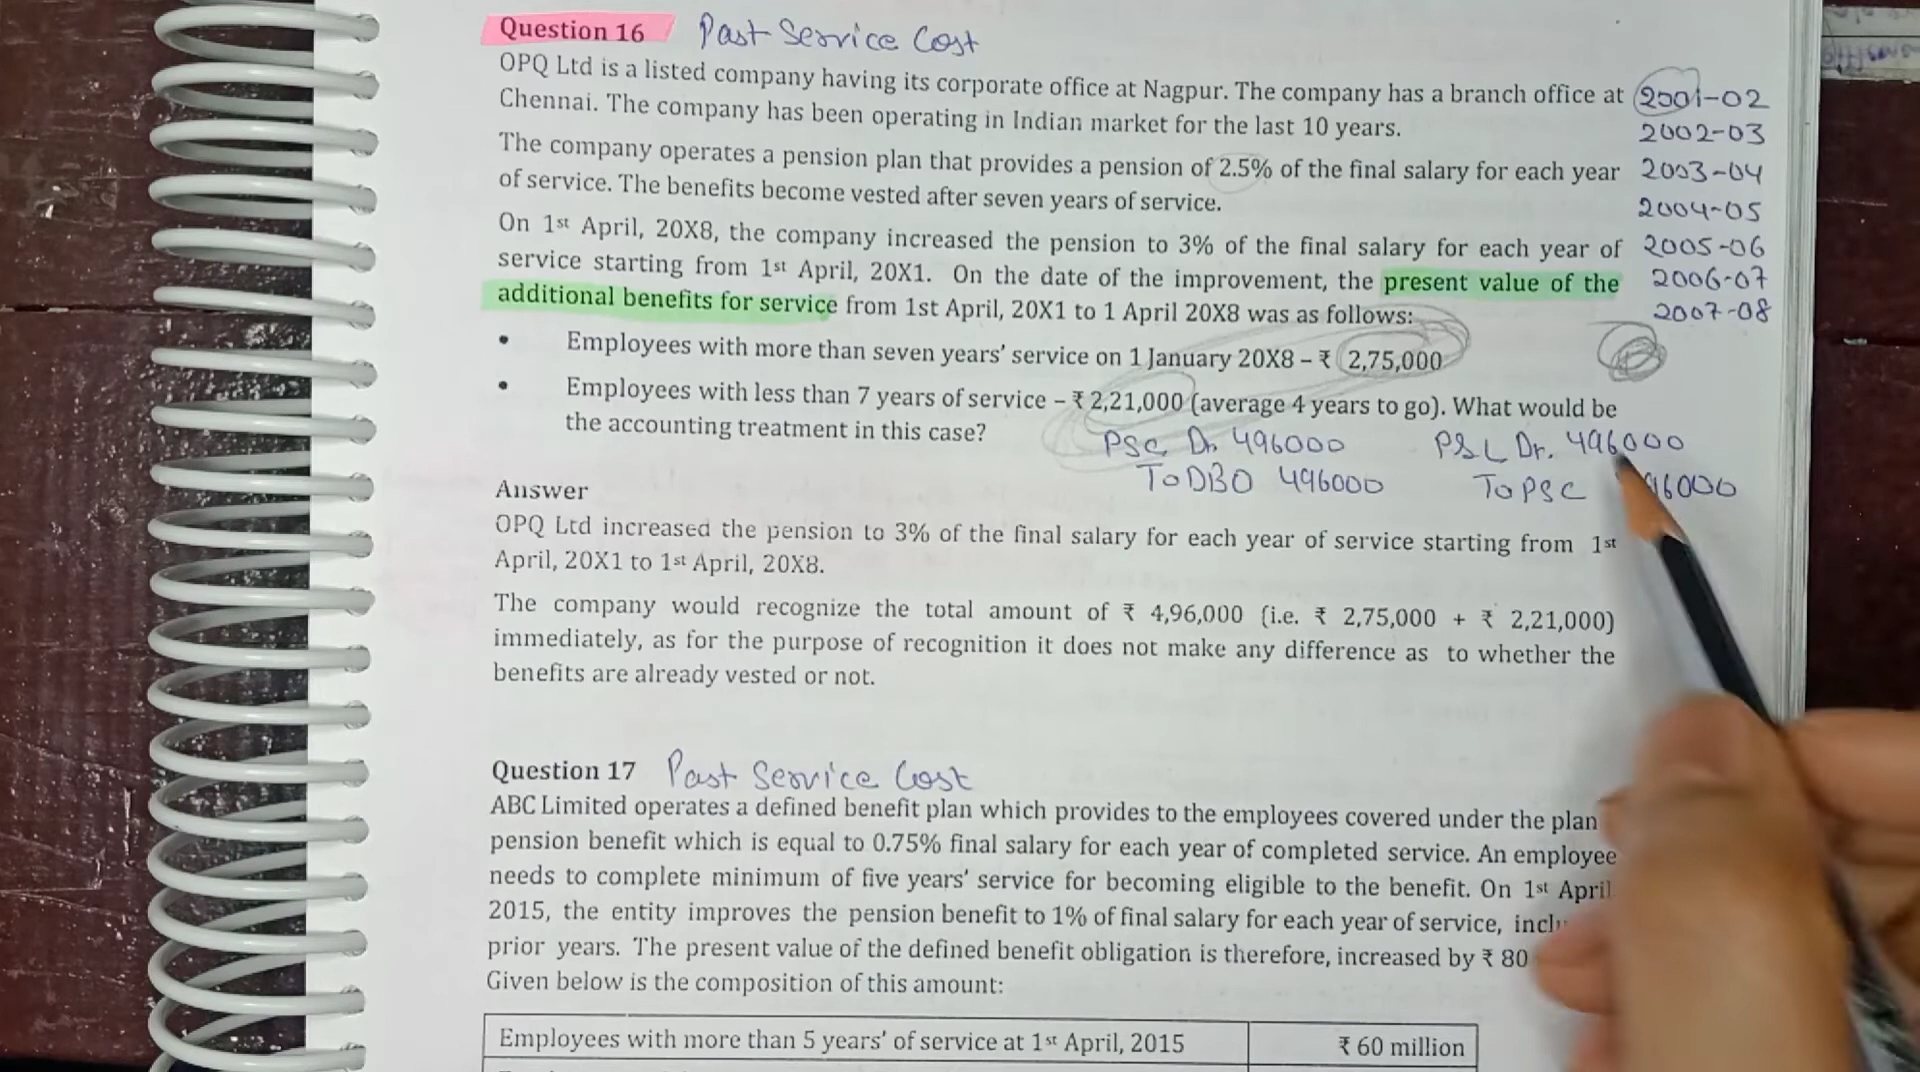 Question 16 Past Service Cost
OPQ Ltd is a listed company having its corporate office at Nagpur. The company has a branch office at
Chennai. The company has been operating in Indian market for the last 10 years.
The company operates a pension plan that provides a pension of 2.5% of the final salary for each year
of service. The benefits become vested after seven years of service.
On 1st April, 20X8, the company increased the pension to 3% of the final salary for each year of
service starting from 1st April, 20X1. On the date of the improvement, the present value of the
additional benefits for service from 1st April, 20X1 to 1 April 20X8 was as follows:
• Employees with more than seven years' service on 1 January 20X8 – ₹ 2,75,000
• Employees with less than 7 years of service – ₹ 2,21,000 (average 4 years to go). What would be
the accounting treatment in this case?
2001-02
2002-03
2003-04
2004-05
2005-06
2006-07
2007-08
PSC Dr. 496000
To DBO 496000
P&L Dr. 496000
To PSC 96000
Answer
OPQ Ltd increased the pension to 3% of the final salary for each year of service starting from 1st
April, 20X1 to 1st April, 20X8.
The company would recognize the total amount of ₹ 4,96,000 (i.e. ₹ 2,75,000 + ₹ 2,21,000)
immediately, as for the purpose of recognition it does not make any difference as to whether the
benefits are already vested or not.
Question 17 Past Service Cost
ABC Limited operates a defined benefit plan which provides to the employees covered under the plan
pension benefit which is equal to 0.75% final salary for each year of completed service. An employee
needs to complete minimum of five years' service for becoming eligible to the benefit. On 1st April
2015, the entity improves the pension benefit to 1% of final salary for each year of service,
prior years. The present value of the defined benefit obligation is therefore, increased by ₹ 80
Given below is the composition of this amount:
Employees with more than 5 years' of service at 1st April, 2015 ₹ 60 million